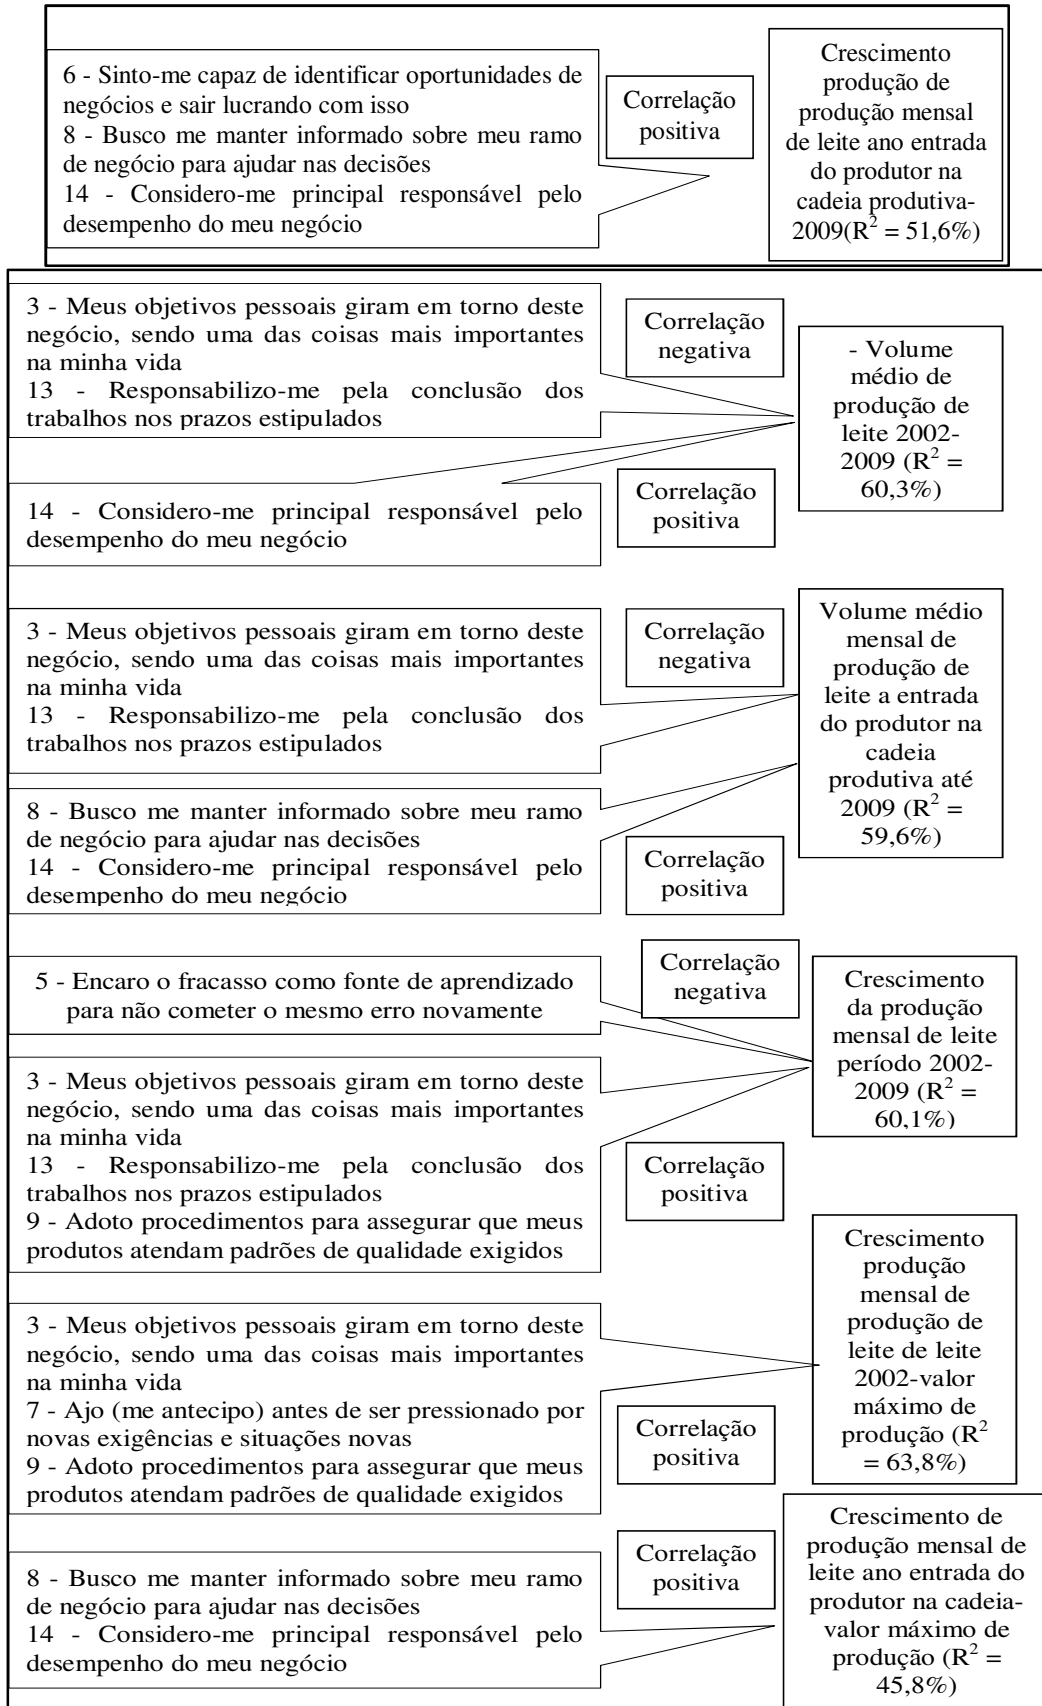 6 - Sinto-me capaz de identificar oportunidades de
negócios e sair lucrando com isso
8 - Busco me manter informado sobre meu ramo
de negócio para ajudar nas decisões
14 - Considero-me principal responsável pelo
desempenho do meu negócio
Correlação
positiva
Crescimento
produção de
produção mensal
de leite ano entrada
do produtor na
cadeia produtiva-
2009(R² = 51,6%)
3 - Meus objetivos pessoais giram em torno deste
negócio, sendo uma das coisas mais importantes
na minha vida
13 - Responsabilizo-me pela conclusão dos
trabalhos nos prazos estipulados
Correlação
negativa
14 - Considero-me principal responsável pelo
desempenho do meu negócio
Correlação
positiva
- Volume
médio de
produção de
leite 2002-
2009 (R² =
60,3%)
3 - Meus objetivos pessoais giram em torno deste
negócio, sendo uma das coisas mais importantes
na minha vida
13 - Responsabilizo-me pela conclusão dos
trabalhos nos prazos estipulados
Correlação
negativa
8 - Busco me manter informado sobre meu ramo
de negócio para ajudar nas decisões
14 - Considero-me principal responsável pelo
desempenho do meu negócio
Correlação
positiva
Volume médio
mensal de
produção de
leite a entrada
do produtor na
cadeia
produtiva até
2009 (R² =
59,6%)
5 - Encaro o fracasso como fonte de aprendizado
para não cometer o mesmo erro novamente
Correlação
negativa
3 - Meus objetivos pessoais giram em torno deste
negócio, sendo uma das coisas mais importantes
na minha vida
13 - Responsabilizo-me pela conclusão dos
trabalhos nos prazos estipulados
9 - Adoto procedimentos para assegurar que meus
produtos atendam padrões de qualidade exigidos
Correlação
positiva
Crescimento
da produção
mensal de leite
período 2002-
2009 (R² =
60,1%)
3 - Meus objetivos pessoais giram em torno deste
negócio, sendo uma das coisas mais importantes
na minha vida
7 - Ajo (me antecipo) antes de ser pressionado por
novas exigências e situações novas
9 - Adoto procedimentos para assegurar que meus
produtos atendam padrões de qualidade exigidos
Correlação
positiva
Crescimento
produção
mensal de
produção de
leite de leite
2002-valor
máximo de
produção (R²
= 63,8%)
8 - Busco me manter informado sobre meu ramo
de negócio para ajudar nas decisões
14 - Considero-me principal responsável pelo
desempenho do meu negócio
Correlação
positiva
Crescimento de
produção mensal de
leite ano entrada do
produtor na cadeia-
valor máximo de
produção (R² =
45,8%)